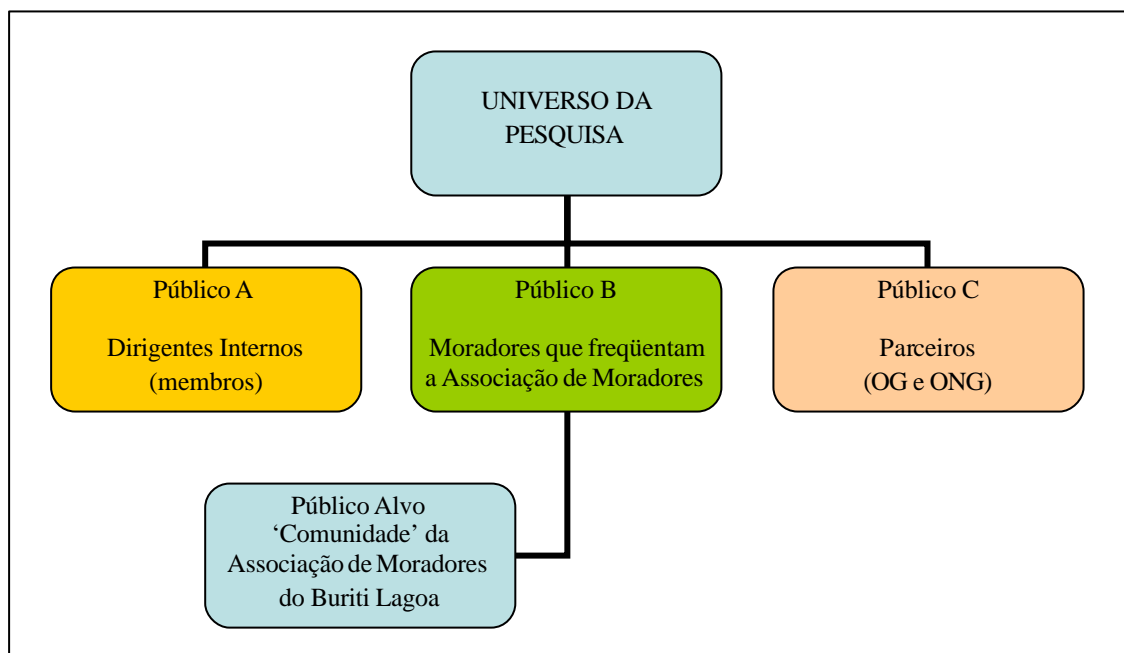 UNIVERSO DA
PESQUISA
Público A
Dirigentes Internos
(membros)
Público B
Moradores que freqüentam
a Associação de Moradores
Público C
Parceiros
(OG e ONG)
Público Alvo
‘Comunidade’ da
Associação de Moradores
do Buriti Lagoa